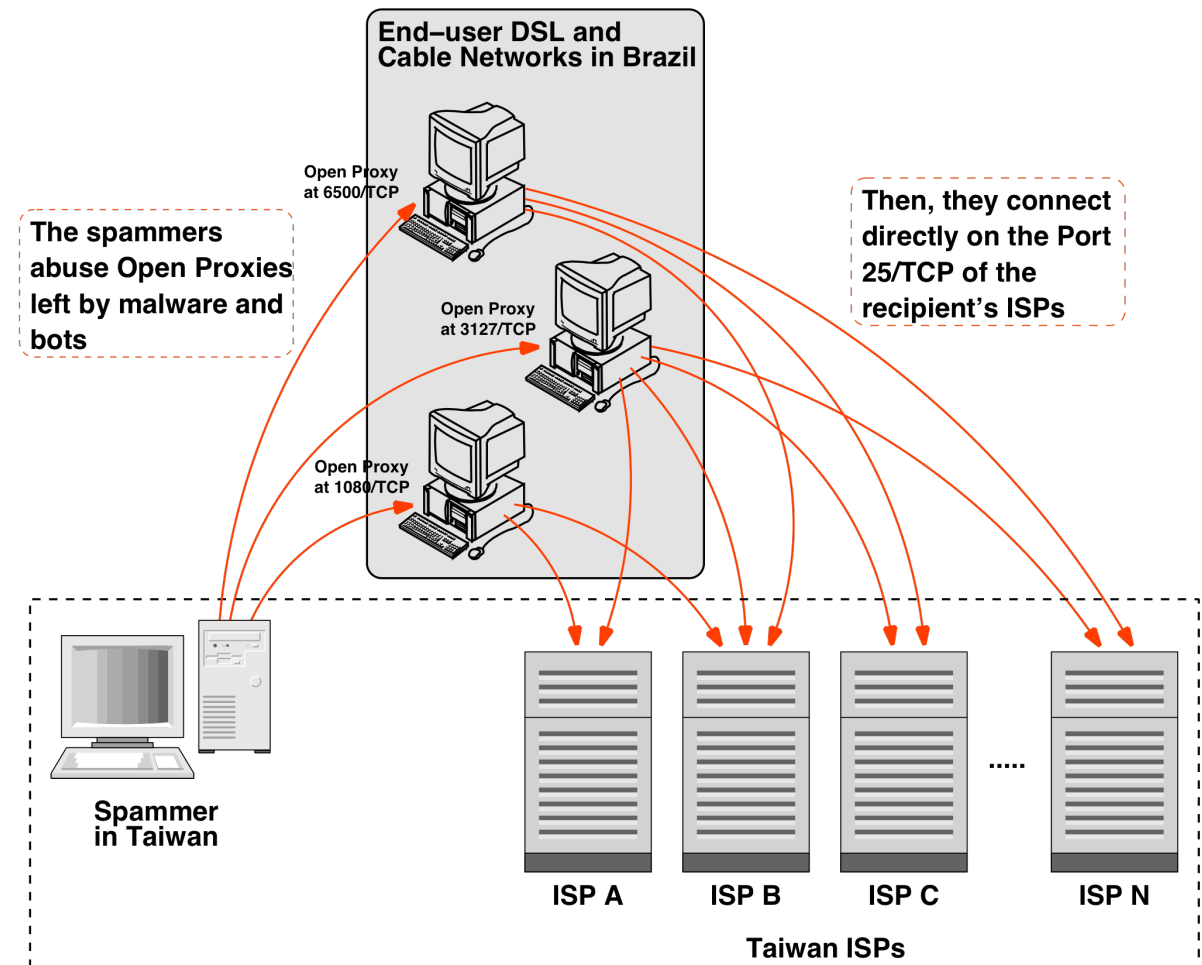 End–user DSL and
Cable Networks in Brazil
Open Proxy
at 6500/TCP
The spammers
abuse Open Proxies
left by malware and
bots
Then, they connect
directly on the Port
25/TCP of the
recipient's ISPs
Open Proxy
at 3127/TCP
Open Proxy
at 1080/TCP
Spammer
in Taiwan
.....
ISP A
ISP B
ISP C
ISP N
Taiwan ISPs